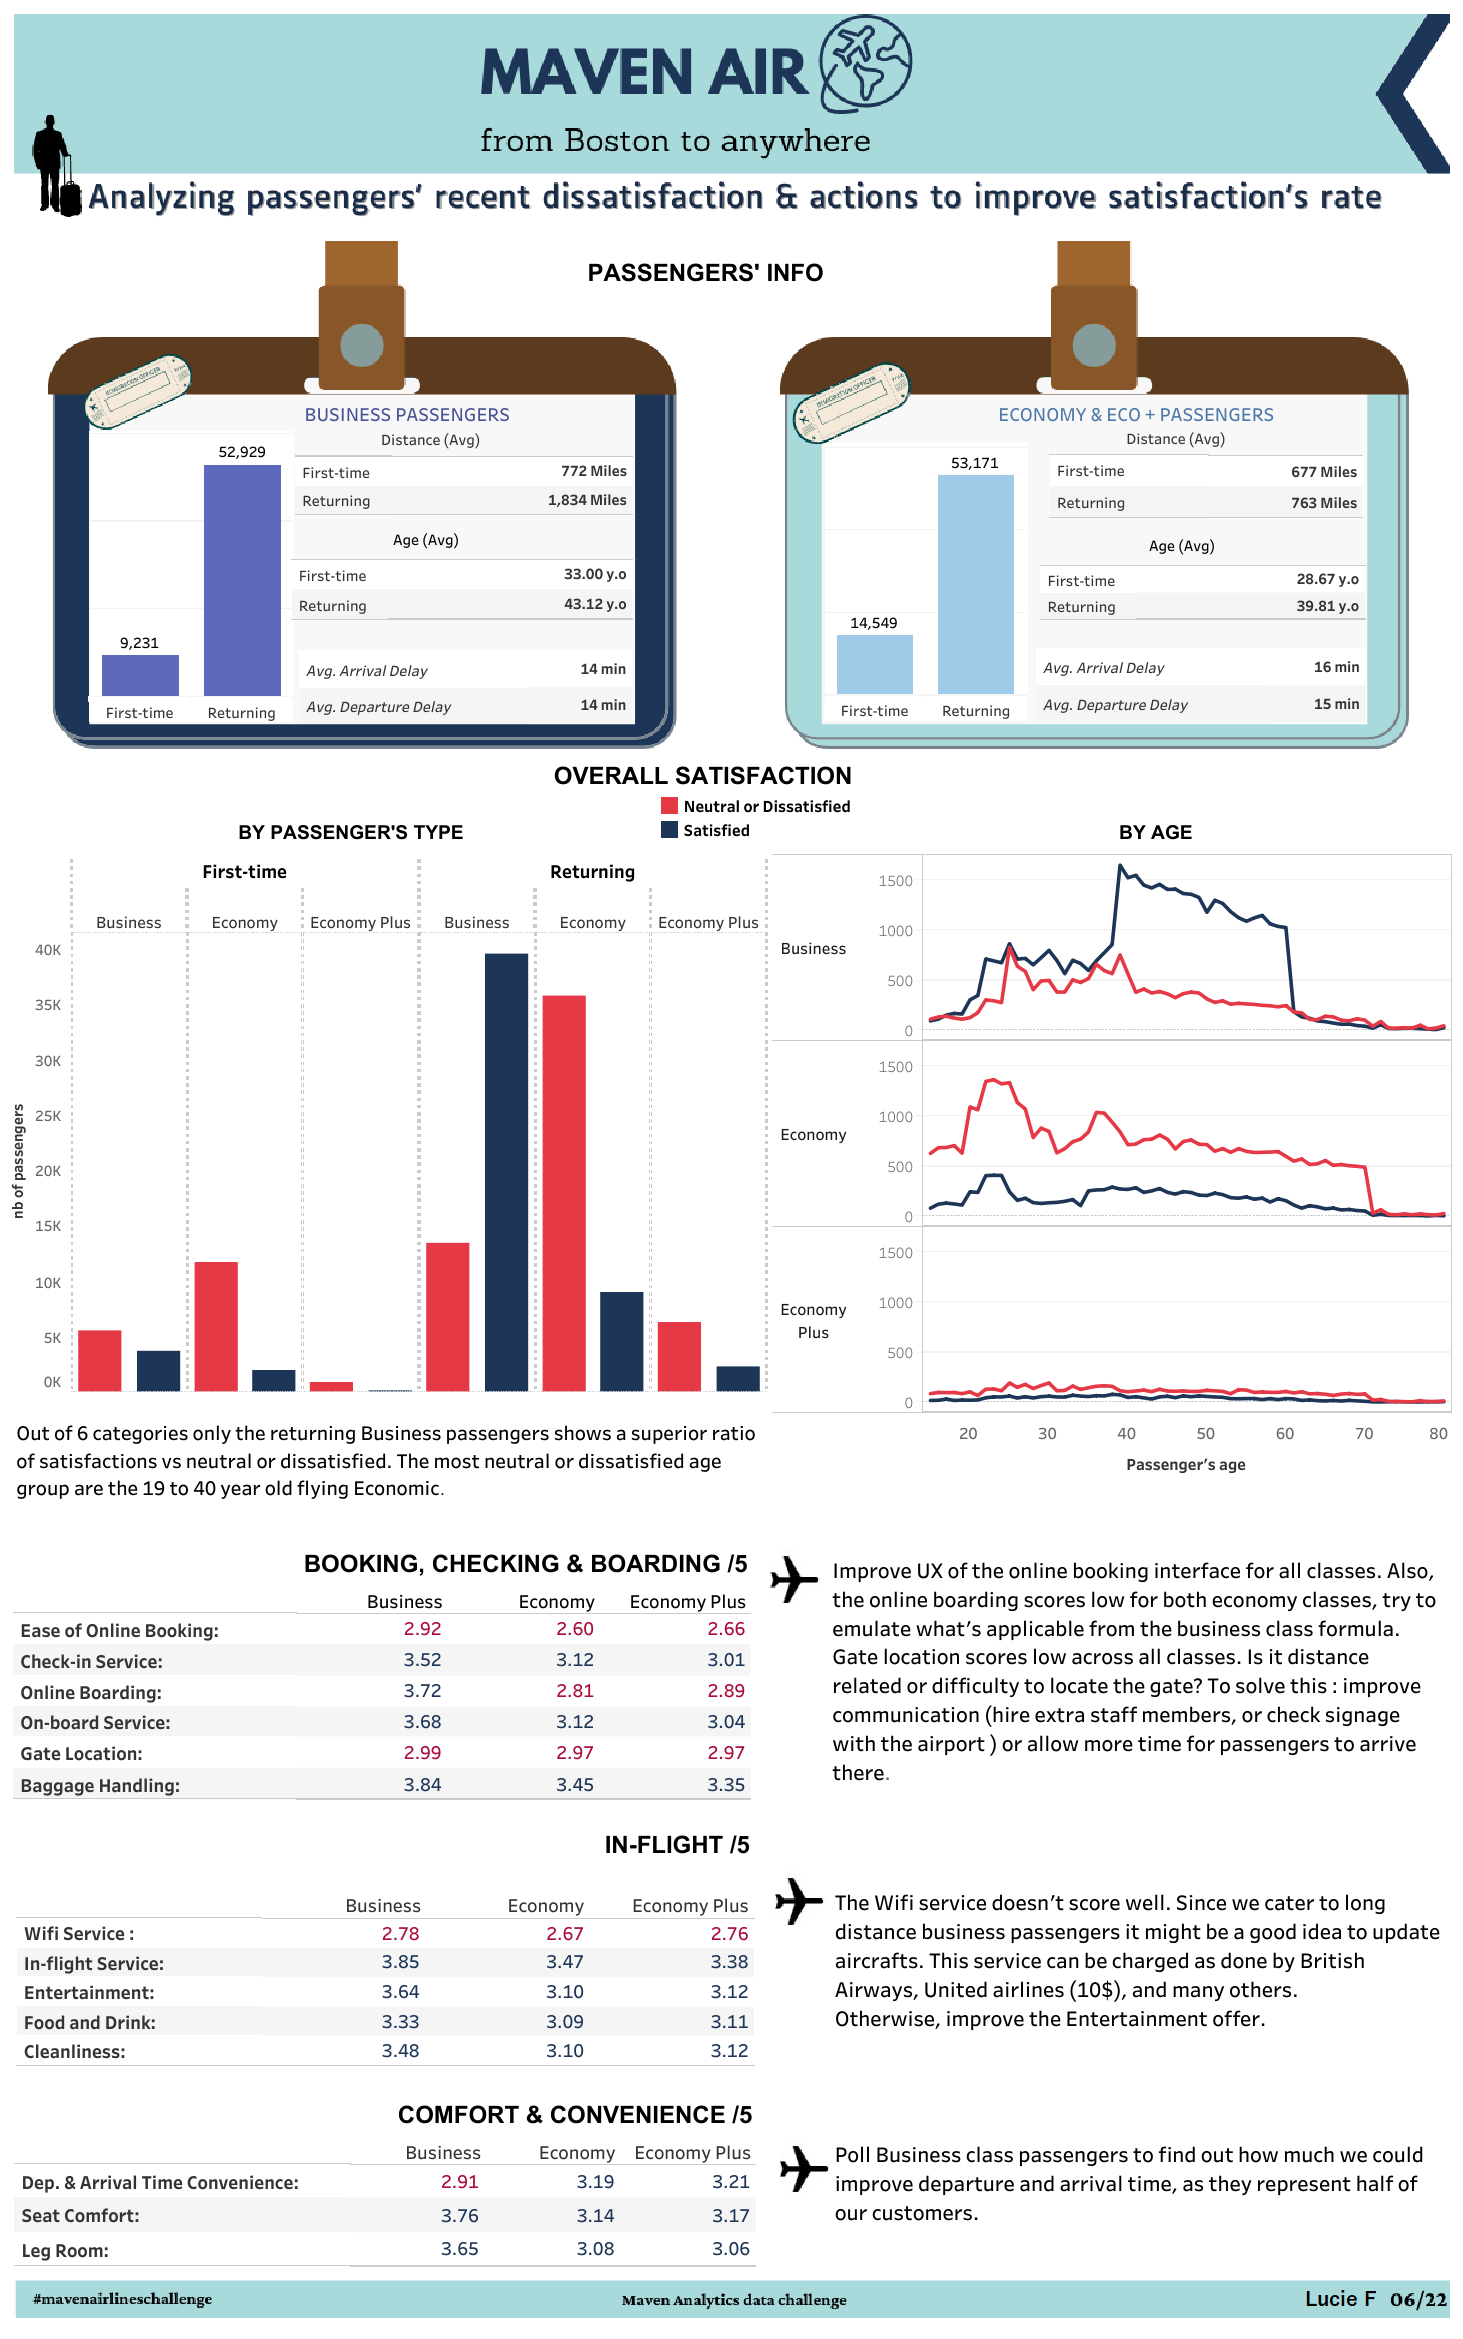 MAVEN AIR
from Boston to anywhere
Analyzing passengers' recent dissatisfaction & actions to improve satisfaction's rate
PASSENGERS' INFO
BUSINESS PASSENGERS
Distance (Avg)
First-time 772 Miles
Returning 1,834 Miles
Age (Avg)
First-time 33.00 y.o
Returning 43.12 y.o
Avg. Arrival Delay 14 min
Avg. Departure Delay 14 min
52,929
9,231
First-time Returning
ECONOMY & ECO + PASSENGERS
Distance (Avg)
First-time 677 Miles
Returning 763 Miles
Age (Avg)
First-time 28.67 y.o
Returning 39.81 y.o
Avg. Arrival Delay 16 min
Avg. Departure Delay 15 min
53,171
14,549
First-time Returning
OVERALL SATISFACTION
Neutral or Dissatisfied
Satisfied
BY PASSENGER'S TYPE
First-time Returning
Business Economy Economy Plus Business Economy Economy Plus
40K
35K
30K
25K
20K
15K
10K
5K
0K
nb of passengers
BY AGE
Business
1500
1000
500
0
Economy
1500
1000
500
0
Economy
Plus
1500
1000
500
0
20 30 40 50 60 70 80
Passenger's age
Out of 6 categories only the returning Business passengers shows a superior ratio
of satisfactions vs neutral or dissatisfied. The most neutral or dissatisfied age
group are the 19 to 40 year old flying Economic.
BOOKING, CHECKING & BOARDING /5
Business Economy Economy Plus
Ease of Online Booking: 2.92 2.60 2.66
Check-in Service: 3.52 3.12 3.01
Online Boarding: 3.72 2.81 2.89
On-board Service: 3.68 3.12 3.04
Gate Location: 2.99 2.97 2.97
Baggage Handling: 3.84 3.45 3.35
Improve UX of the online booking interface for all classes. Also,
the online boarding scores low for both economy classes, try to
emulate what's applicable from the business class formula.
Gate location scores low across all classes. Is it distance
related or difficulty to locate the gate? To solve this : improve
communication (hire extra staff members, or check signage
with the airport ) or allow more time for passengers to arrive
there.
IN-FLIGHT /5
Business Economy Economy Plus
Wifi Service : 2.78 2.67 2.76
In-flight Service: 3.85 3.47 3.38
Entertainment: 3.64 3.10 3.12
Food and Drink: 3.33 3.09 3.11
Cleanliness: 3.48 3.10 3.12
The Wifi service doesn't score well. Since we cater to long
distance business passengers it might be a good idea to update
aircrafts. This service can be charged as done by British
Airways, United airlines (10$), and many others.
Otherwise, improve the Entertainment offer.
COMFORT & CONVENIENCE /5
Business Economy Economy Plus
Dep. & Arrival Time Convenience: 2.91 3.19 3.21
Seat Comfort: 3.76 3.14 3.17
Leg Room: 3.65 3.08 3.06
Poll Business class passengers to find out how much we could
improve departure and arrival time, as they represent half of
our customers.
#mavenairlineschallenge
Maven Analytics data challenge
Lucie F 06/22